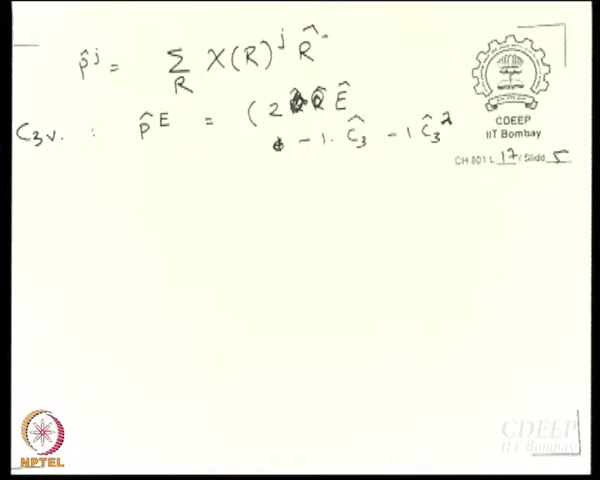 P̂ʲ = Σ_R χ(R)ʲ R̂
C₃ᵥ. : P̂ᴱ = (2 Ê
- 1. Ĉ₃ - 1 Ĉ₃²
CDEEP
IIT Bombay
CH 801 L 17 / Slide 5
CDEEP
IIT Bombay
NPTEL